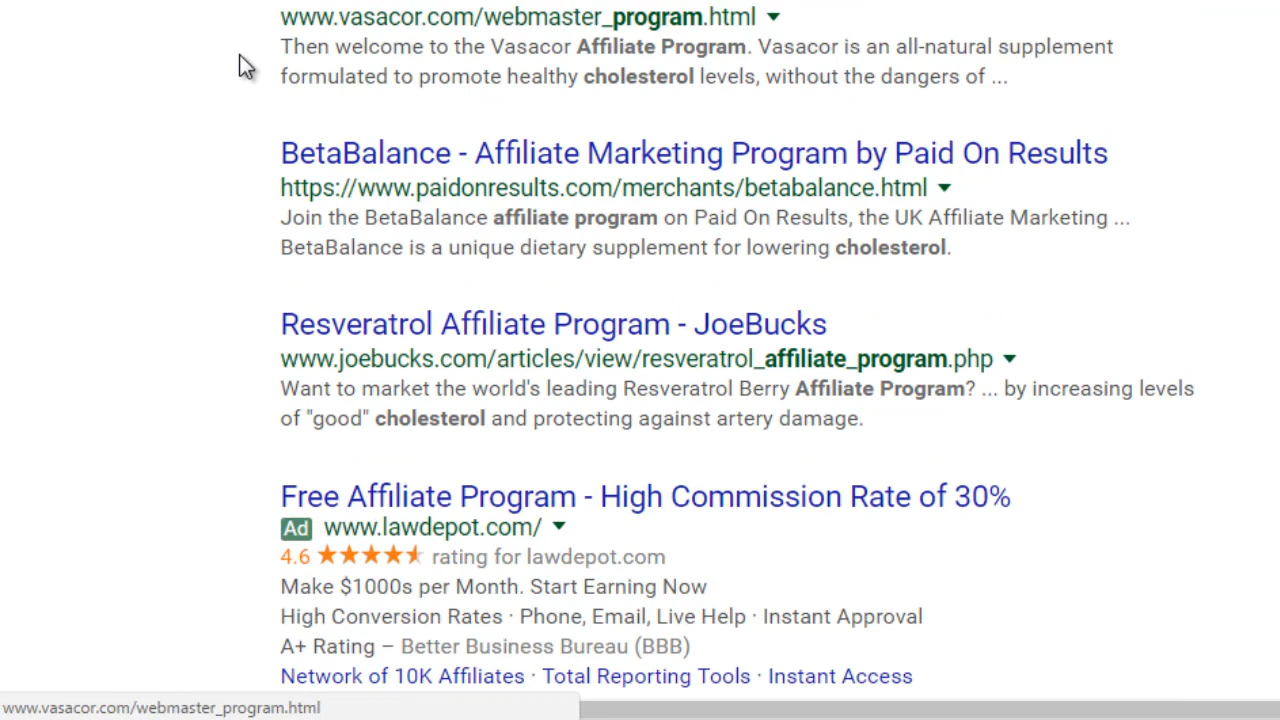 www.vasacor.com/webmaster_program.html
Then welcome to the Vasacor Affiliate Program. Vasacor is an all-natural supplement
formulated to promote healthy cholesterol levels, without the dangers of ...
BetaBalance - Affiliate Marketing Program by Paid On Results
https://www.paidonresults.com/merchants/betabalance.html
Join the BetaBalance affiliate program on Paid On Results, the UK Affiliate Marketing ...
BetaBalance is a unique dietary supplement for lowering cholesterol.
Resveratrol Affiliate Program - JoeBucks
www.joebucks.com/articles/view/resveratrol_affiliate_program.php
Want to market the world's leading Resveratrol Berry Affiliate Program? ... by increasing levels
of "good" cholesterol and protecting against artery damage.
Free Affiliate Program - High Commission Rate of 30%
Ad www.lawdepot.com/
4.6 rating for lawdepot.com
Make $1000s per Month. Start Earning Now
High Conversion Rates · Phone, Email, Live Help · Instant Approval
A+ Rating – Better Business Bureau (BBB)
Network of 10K Affiliates · Total Reporting Tools · Instant Access
www.vasacor.com/webmaster_program.html